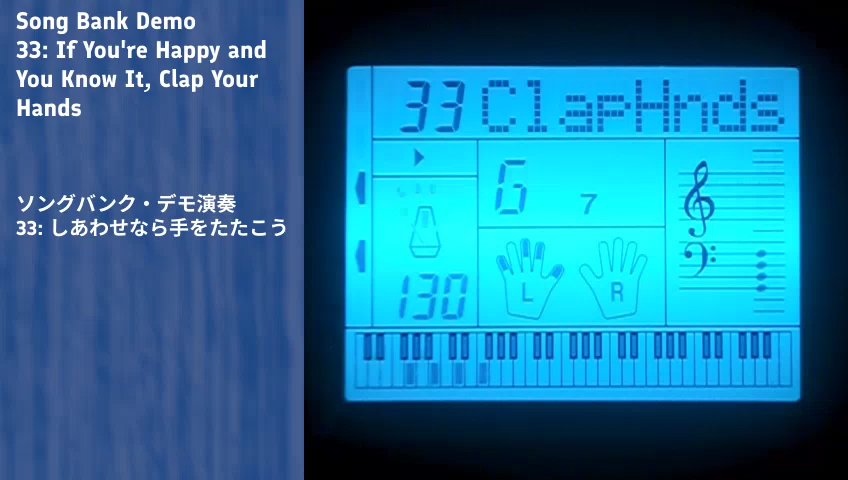 Song Bank Demo
33: If You're Happy and
You Know It, Clap Your
Hands
ソングバンク・デモ演奏
33: しあわせなら手をたたこう
33 ClapHnds
G 7
L R
130